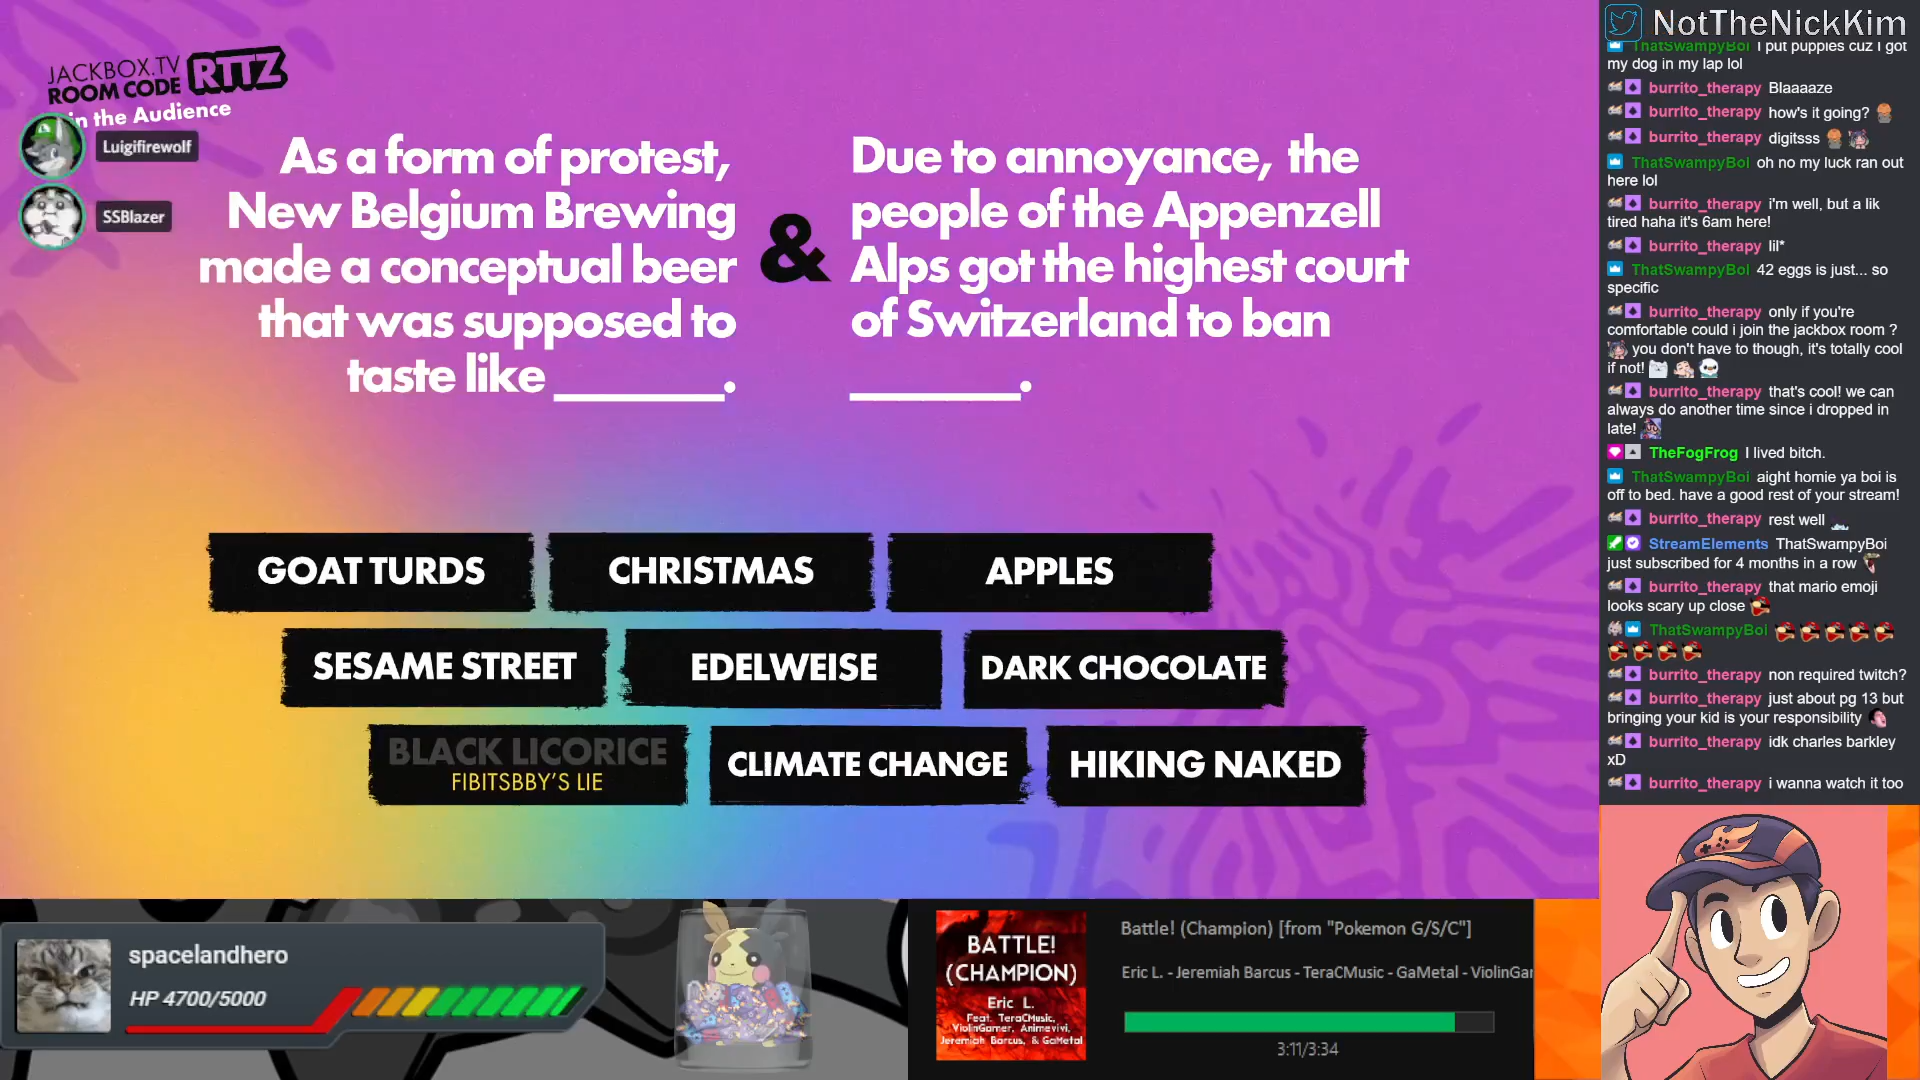 JACKBOX.TV
ROOM CODE RTTZ
in the Audience
Luigifirewolf
SSBlazer
As a form of protest,
New Belgium Brewing
made a conceptual beer
that was supposed to
taste like ______.
&
Due to annoyance, the
people of the Appenzell
Alps got the highest court
of Switzerland to ban
______.
GOAT TURDS
CHRISTMAS
APPLES
SESAME STREET
EDELWEISE
DARK CHOCOLATE
BLACK LICORICE
FIBITSBBY'S LIE
CLIMATE CHANGE
HIKING NAKED
NotTheNickKim
ThatSwampyBoi I put puppies cuz I got
my dog in my lap lol
burrito_therapy Blaaaaze
burrito_therapy how's it going?
burrito_therapy digitsss
ThatSwampyBoi oh no my luck ran out
here lol
burrito_therapy i'm well, but a lik
tired haha it's 6am here!
burrito_therapy lil*
ThatSwampyBoi 42 eggs is just... so
specific
burrito_therapy only if you're
comfortable could i join the jackbox room ?
you don't have to though, it's totally cool
if not!
burrito_therapy that's cool! we can
always do another time since i dropped in
late!
TheFogFrog I lived bitch.
ThatSwampyBoi aight homie ya boi is
off to bed. have a good rest of your stream!
burrito_therapy rest well
StreamElements ThatSwampyBoi
just subscribed for 4 months in a row
burrito_therapy that mario emoji
looks scary up close
ThatSwampyBoi
burrito_therapy non required twitch?
burrito_therapy just about pg 13 but
bringing your kid is your responsibility
burrito_therapy idk charles barkley
xD
burrito_therapy i wanna watch it too
spacelandhero
HP 4700/5000
BATTLE!
(CHAMPION)
Eric L.
Feat. TeraCMusic,
ViolinGamer, Animevivi,
Jeremiah Barcus, & GaMetal
Battle! (Champion) [from "Pokemon G/S/C"]
Eric L. - Jeremiah Barcus - TeraCMusic - GaMetal - ViolinGar
3:11/3:34